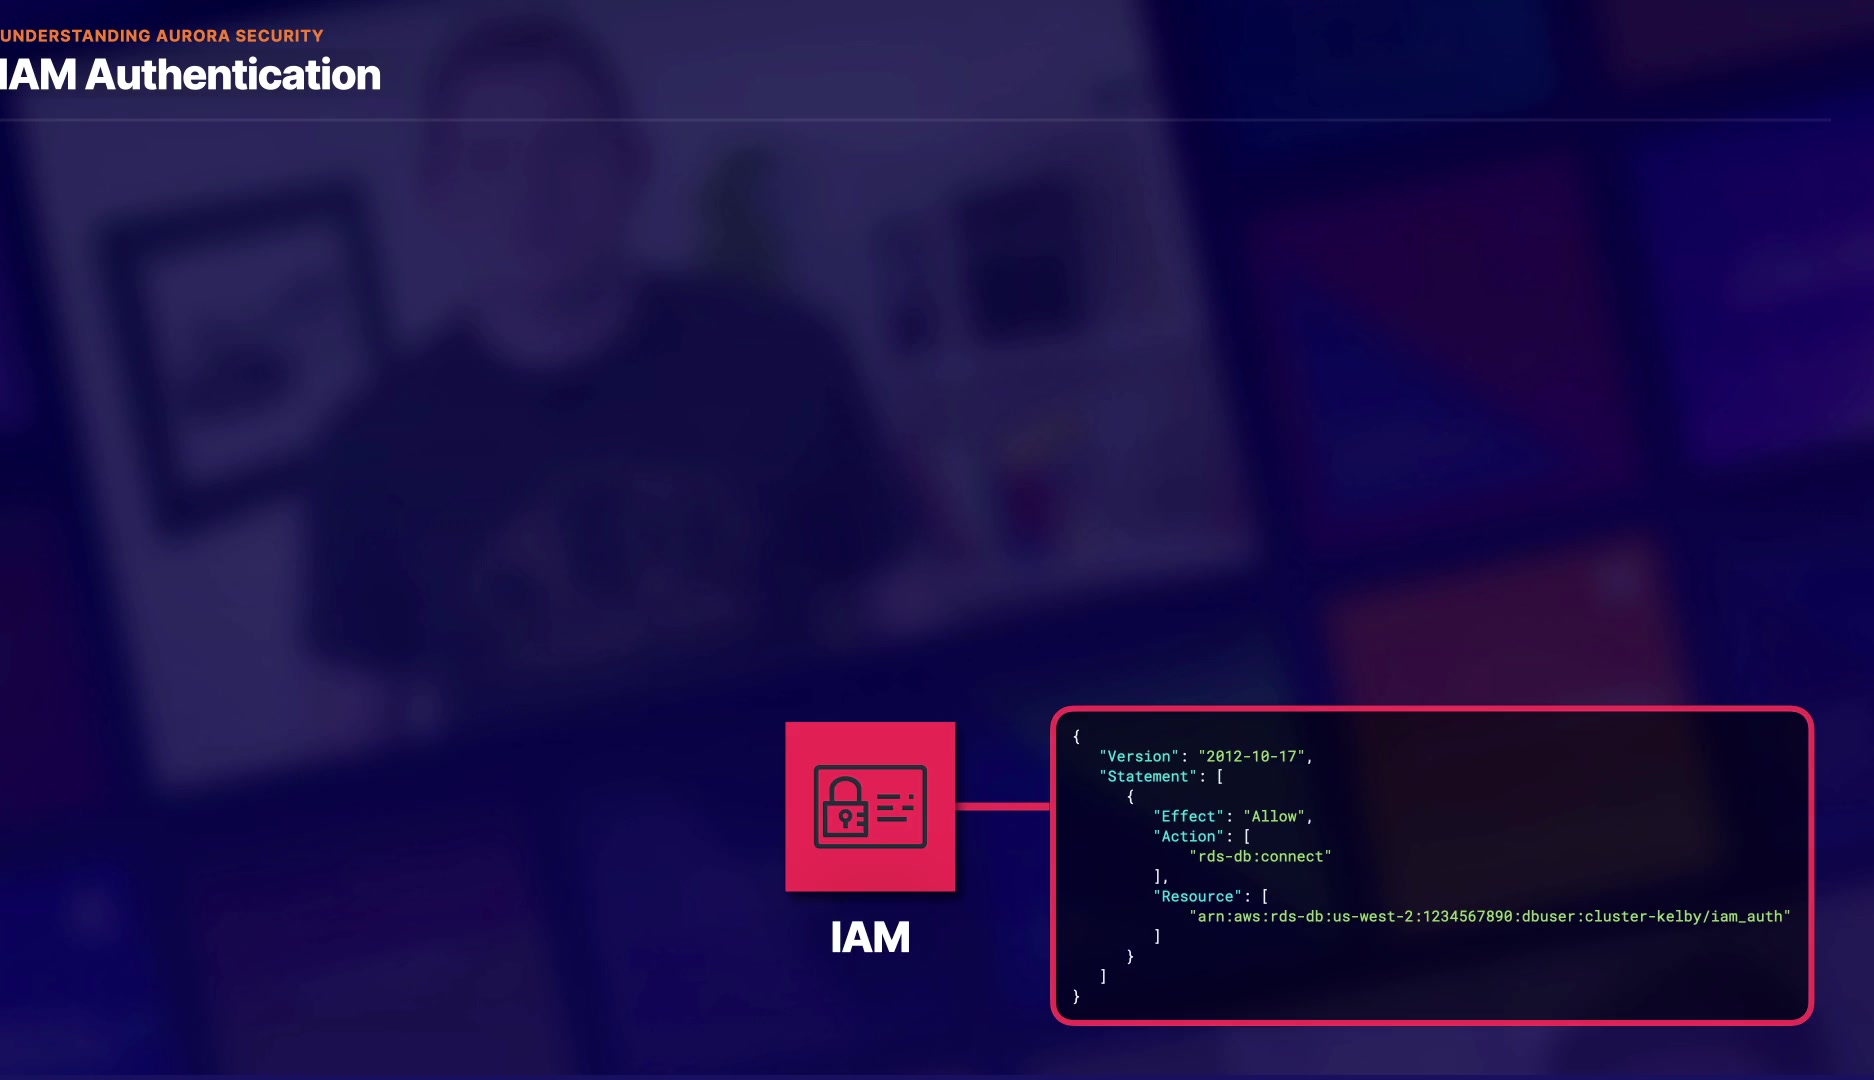 UNDERSTANDING AURORA SECURITY
IAM Authentication
IAM
{
"Version": "2012-10-17",
"Statement": [
{
"Effect": "Allow",
"Action": [
"rds-db:connect"
],
"Resource": [
"arn:aws:rds-db:us-west-2:1234567890:dbuser:cluster-kelby/iam_auth"
]
}
]
}